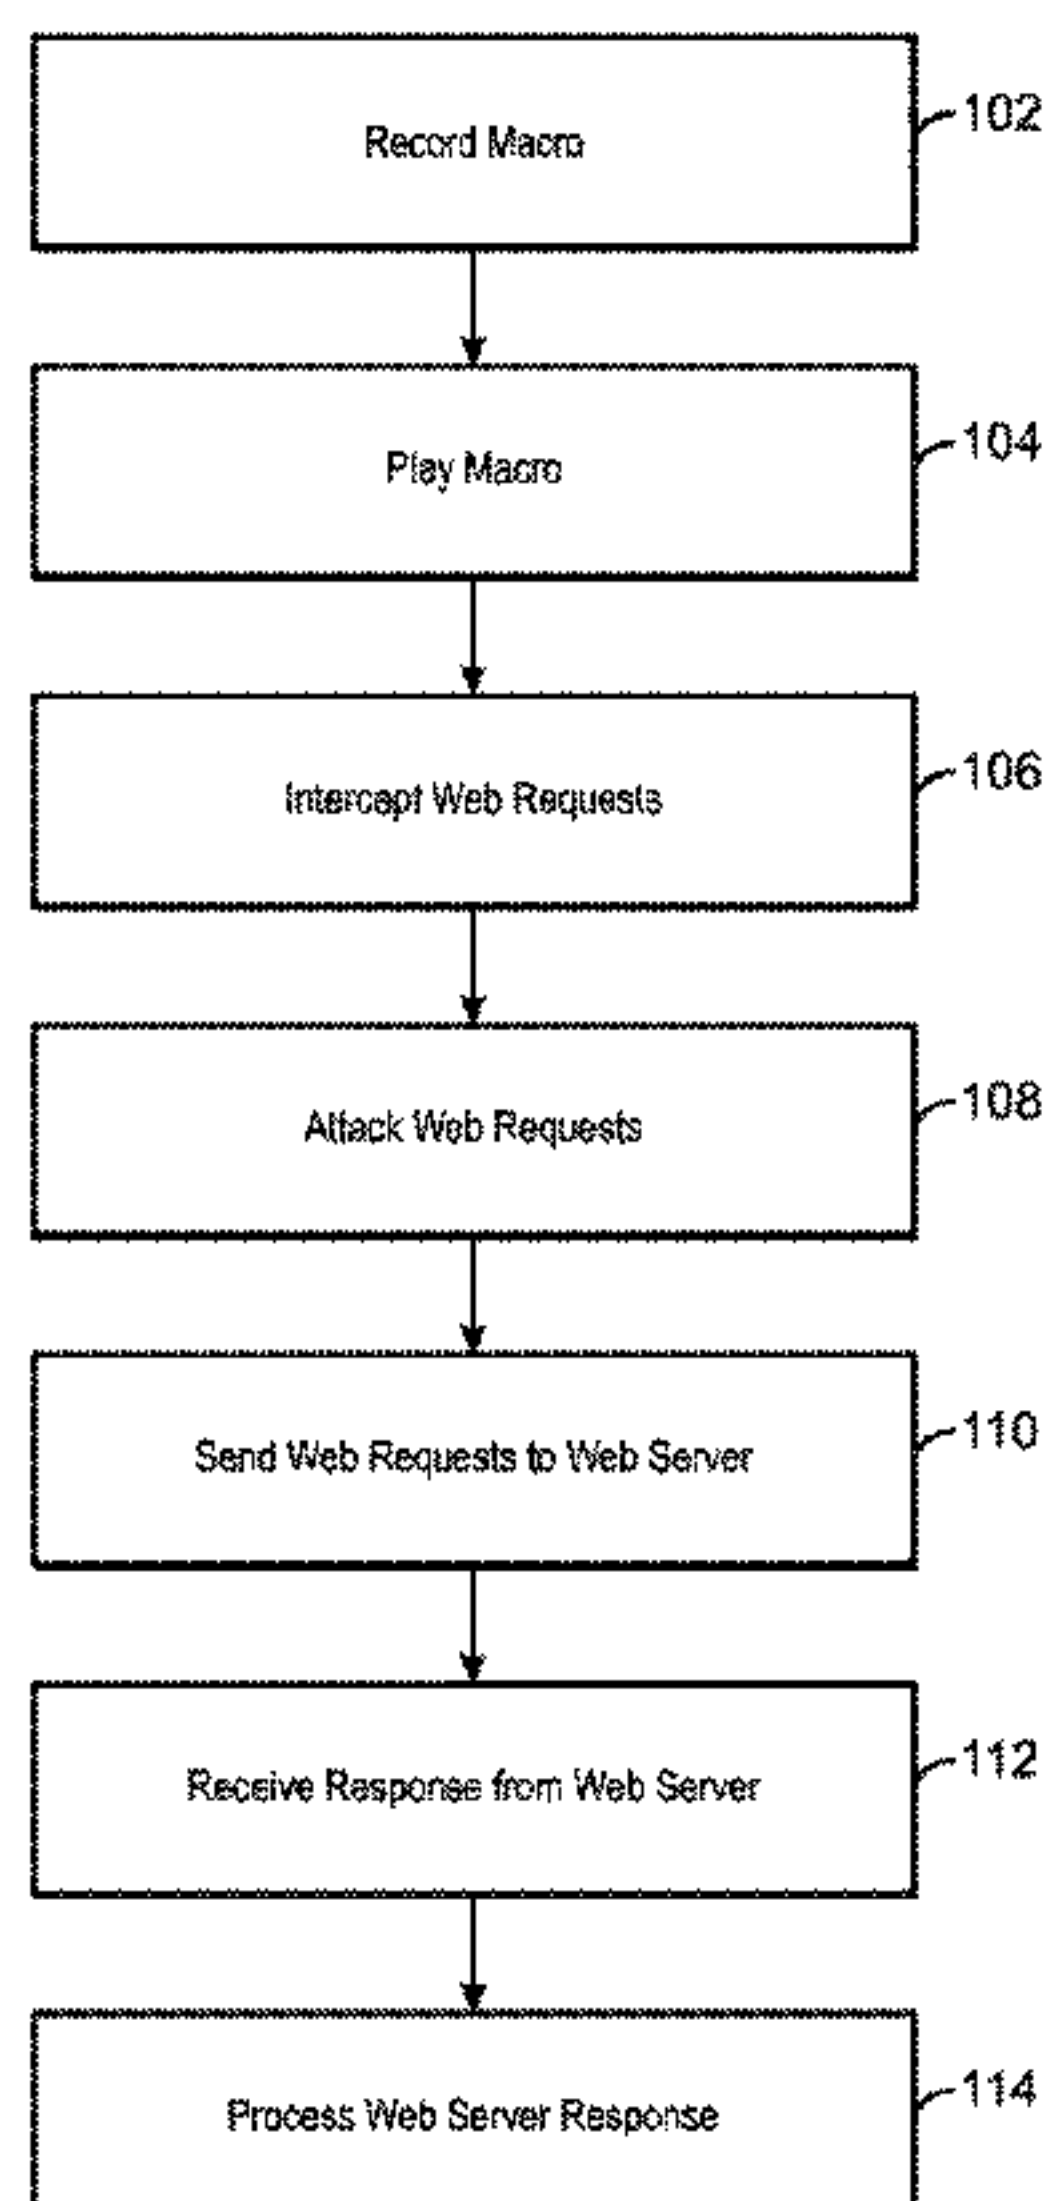 Record Macro
102
Play Macro
104
Intercept Web Requests
106
Attack Web Requests
108
Send Web Requests to Web Server
110
Receive Response from Web Server
112
Process Web Server Response
114